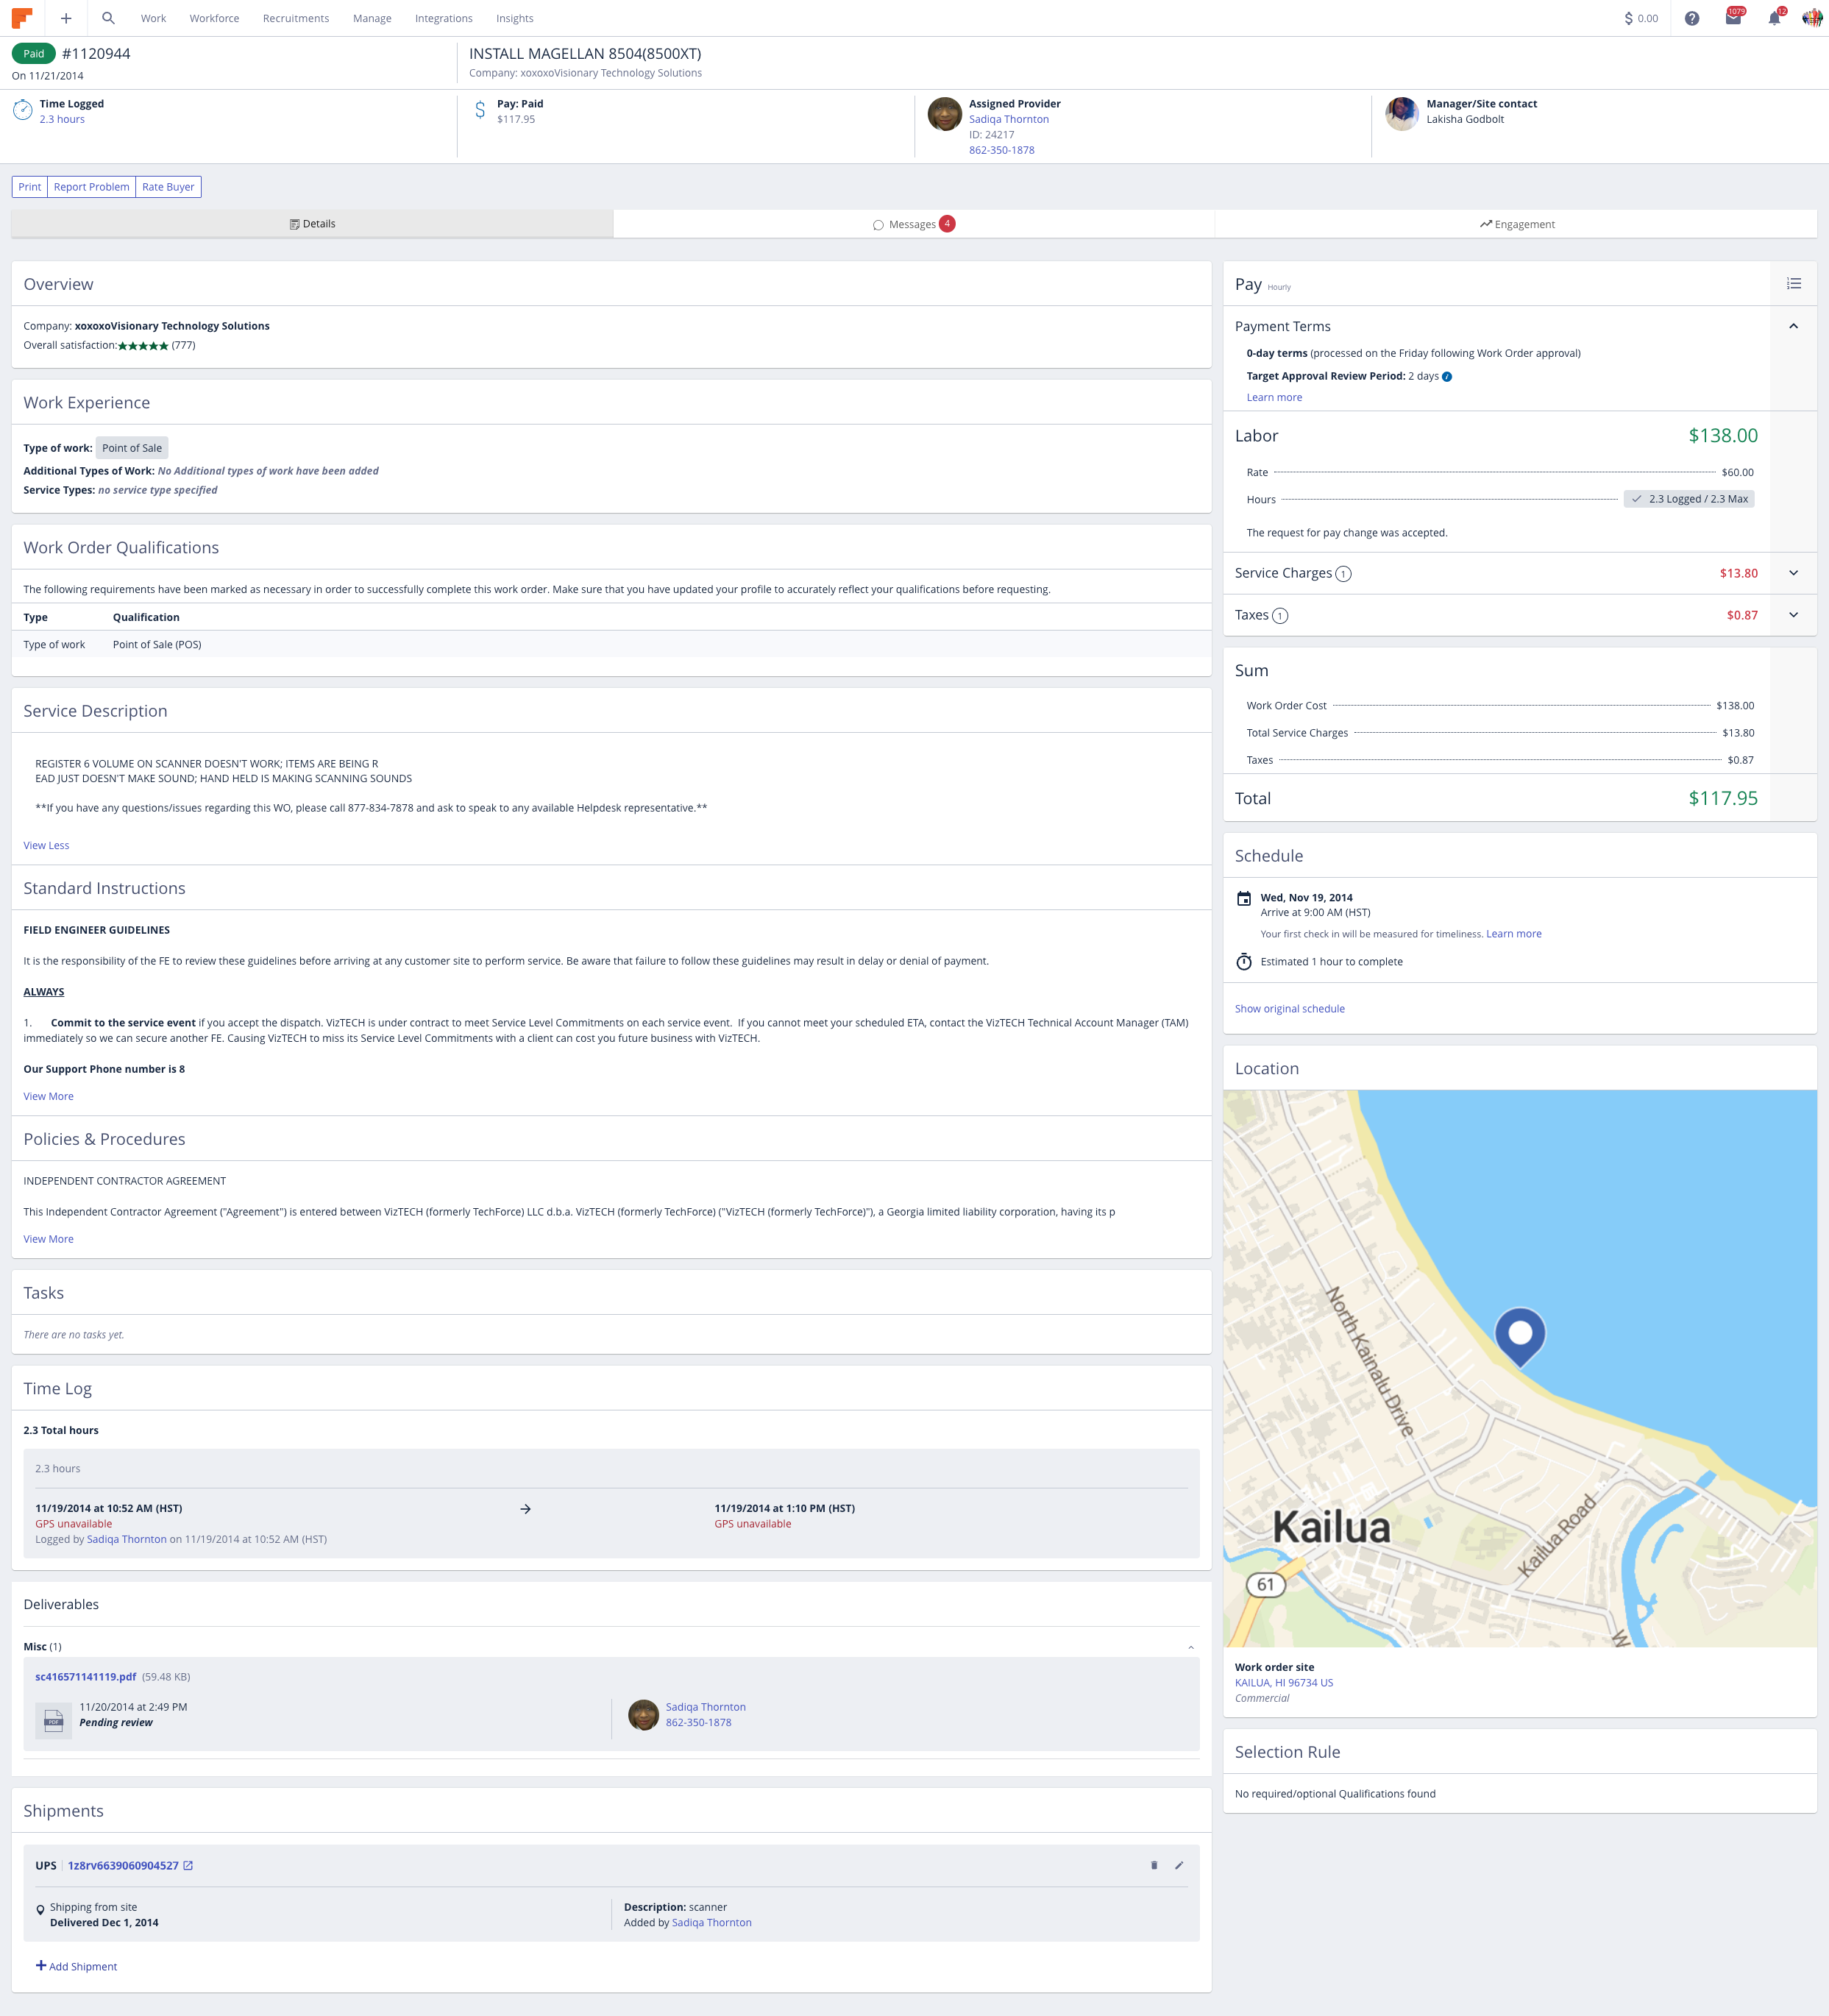 Work Workforce Recruitments Manage Integrations Insights $ 0.00 1079 12
Paid #1120944
On 11/21/2014
INSTALL MAGELLAN 8504(8500XT)
Company: xoxoxoVisionary Technology Solutions
Time Logged
2.3 hours
Pay: Paid
$117.95
Assigned Provider
Sadiqa Thornton
ID: 24217
862-350-1878
Manager/Site contact
Lakisha Godbolt
Print Report Problem Rate Buyer
Details Messages 4 Engagement
Overview
Company: xoxoxoVisionary Technology Solutions
Overall satisfaction:★★★★★ (777)
Work Experience
Type of work: Point of Sale
Additional Types of Work: No Additional types of work have been added
Service Types: no service type specified
Work Order Qualifications
The following requirements have been marked as necessary in order to successfully complete this work order. Make sure that you have updated your profile to accurately reflect your qualifications before requesting.
Type Qualification
Type of work Point of Sale (POS)
Service Description
REGISTER 6 VOLUME ON SCANNER DOESN'T WORK; ITEMS ARE BEING R
EAD JUST DOESN'T MAKE SOUND; HAND HELD IS MAKING SCANNING SOUNDS
**If you have any questions/issues regarding this WO, please call 877-834-7878 and ask to speak to any available Helpdesk representative.**
View Less
Standard Instructions
FIELD ENGINEER GUIDELINES
It is the responsibility of the FE to review these guidelines before arriving at any customer site to perform service. Be aware that failure to follow these guidelines may result in delay or denial of payment.
ALWAYS
1. Commit to the service event if you accept the dispatch. VizTECH is under contract to meet Service Level Commitments on each service event. If you cannot meet your scheduled ETA, contact the VizTECH Technical Account Manager (TAM)
immediately so we can secure another FE. Causing VizTECH to miss its Service Level Commitments with a client can cost you future business with VizTECH.
Our Support Phone number is 8
View More
Policies & Procedures
INDEPENDENT CONTRACTOR AGREEMENT
This Independent Contractor Agreement ("Agreement") is entered between VizTECH (formerly TechForce) LLC d.b.a. VizTECH (formerly TechForce) ("VizTECH (formerly TechForce)"), a Georgia limited liability corporation, having its p
View More
Tasks
There are no tasks yet.
Time Log
2.3 Total hours
2.3 hours
11/19/2014 at 10:52 AM (HST)
GPS unavailable
Logged by Sadiqa Thornton on 11/19/2014 at 10:52 AM (HST)
11/19/2014 at 1:10 PM (HST)
GPS unavailable
Deliverables
Misc (1)
sc416571141119.pdf (59.48 KB)
PDF
11/20/2014 at 2:49 PM
Pending review
Sadiqa Thornton
862-350-1878
Shipments
UPS 1z8rv6639060904527
Shipping from site
Delivered Dec 1, 2014
Description: scanner
Added by Sadiqa Thornton
Add Shipment
Pay Hourly
Payment Terms
0-day terms (processed on the Friday following Work Order approval)
Target Approval Review Period: 2 days
Learn more
Labor $138.00
Rate $60.00
Hours 2.3 Logged / 2.3 Max
The request for pay change was accepted.
Service Charges 1 $13.80
Taxes 1 $0.87
Sum
Work Order Cost $138.00
Total Service Charges $13.80
Taxes $0.87
Total $117.95
Schedule
Wed, Nov 19, 2014
Arrive at 9:00 AM (HST)
Your first check in will be measured for timeliness. Learn more
Estimated 1 hour to complete
Show original schedule
Location
North Kainalu Drive
Kailua
Kailua Road
61
W
Work order site
KAILUA, HI 96734 US
Commercial
Selection Rule
No required/optional Qualifications found